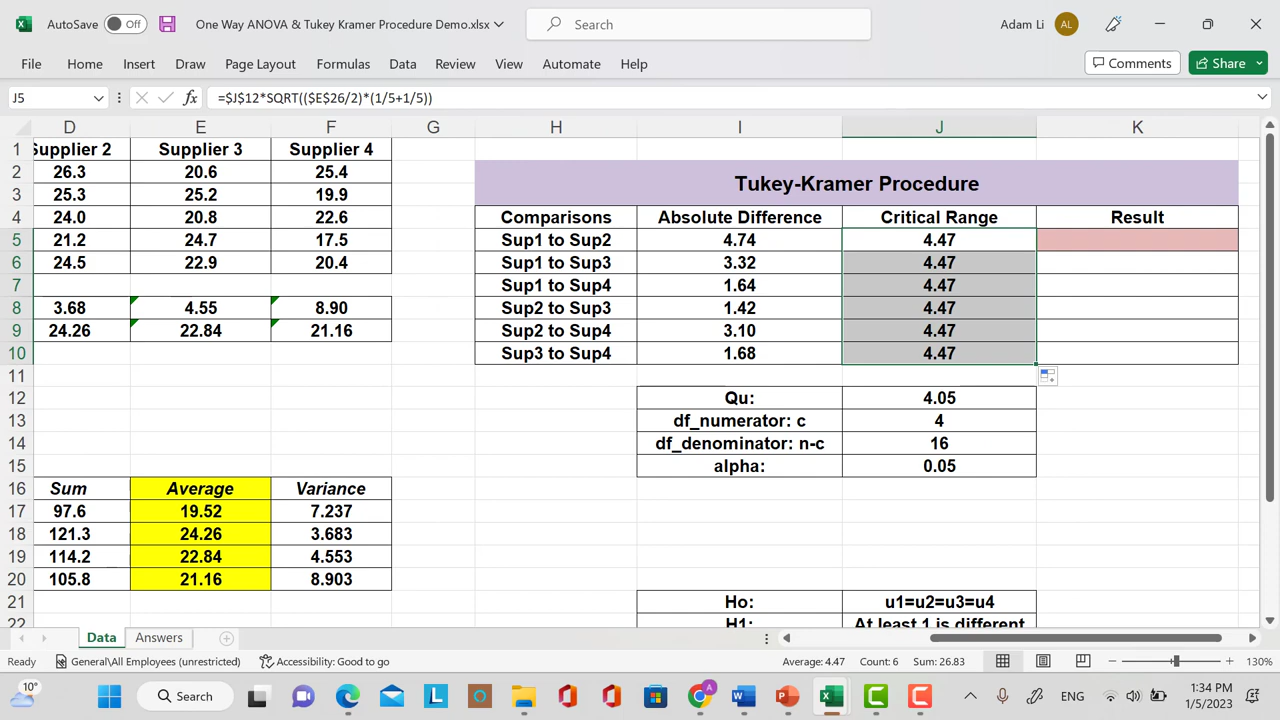 AutoSave Off One Way ANOVA & Tukey Kramer Procedure Demo.xlsx Search Adam Li AL
File Home Insert Draw Page Layout Formulas Data Review View Automate Help Comments Share
J5 fx =$J$12*SQRT(($E$26/2)*(1/5+1/5))
D E F G H I J K
1 Supplier 2 Supplier 3 Supplier 4
2 26.3 20.6 25.4
Tukey-Kramer Procedure
3 25.3 25.2 19.9
4 24.0 20.8 22.6 Comparisons Absolute Difference Critical Range Result
5 21.2 24.7 17.5 Sup1 to Sup2 4.74 4.47
6 24.5 22.9 20.4 Sup1 to Sup3 3.32 4.47
7 Sup1 to Sup4 1.64 4.47
8 3.68 4.55 8.90 Sup2 to Sup3 1.42 4.47
9 24.26 22.84 21.16 Sup2 to Sup4 3.10 4.47
10 Sup3 to Sup4 1.68 4.47
11
12 Qu: 4.05
13 df_numerator: c 4
14 df_denominator: n-c 16
15 alpha: 0.05
16 Sum Average Variance
17 97.6 19.52 7.237
18 121.3 24.26 3.683
19 114.2 22.84 4.553
20 105.8 21.16 8.903
21 Ho: u1=u2=u3=u4
22 H1: At least 1 is different
Data Answers
Ready General\All Employees (unrestricted) Accessibility: Good to go Average: 4.47 Count: 6 Sum: 26.83 130%
10° Search ENG 1:34 PM
1/5/2023